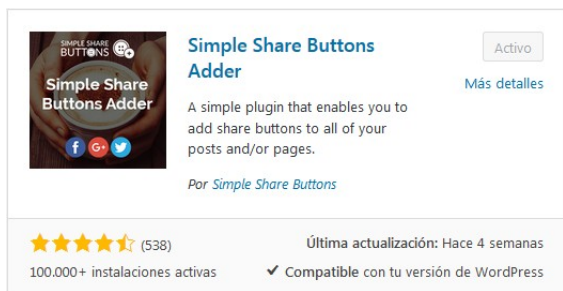 SIMPLE SHARE
BUTTONS
Simple Share
Buttons Adder
f G+
Simple Share Buttons
Adder
Activo
Más detalles
A simple plugin that enables you to
add share buttons to all of your
posts and/or pages.
Por Simple Share Buttons
(538)
Última actualización: Hace 4 semanas
100.000+ instalaciones activas
Compatible con tu versión de WordPress